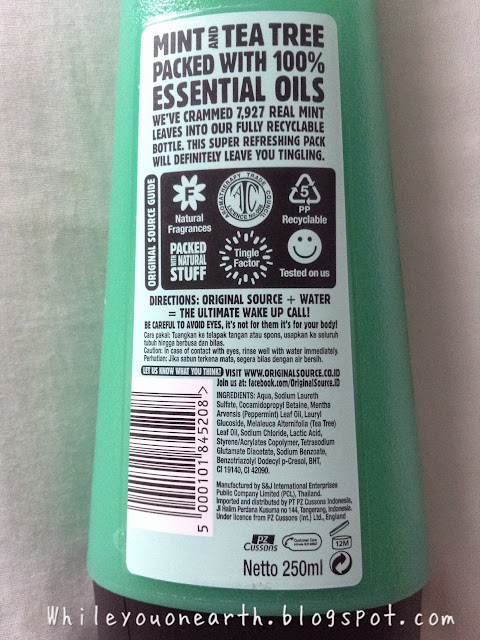 MINT AND TEA TREE
PACKED WITH 100%
ESSENTIAL OILS
WE'VE CRAMMED 7,927 REAL MINT
LEAVES INTO OUR FULLY RECYCLABLE
BOTTLE. THIS SUPER REFRESHING PACK
WILL DEFINITELY LEAVE YOU TINGLING.
ORIGINAL SOURCE GUIDE
F
Natural
Fragrances
AROMATHERAPY TRADE COUNCIL
ATC
5
PP
Recyclable
PACKED
WITH NATURAL
STUFF
Tingle
Factor
Tested on us
DIRECTIONS: ORIGINAL SOURCE + WATER
= THE ULTIMATE WAKE UP CALL!
BE CAREFUL TO AVOID EYES, it's not for them it's for your body!
Cara pakai: Tuangkan ke telapak tangan atau spons, usapkan ke seluruh
tubuh hingga berbusa dan bilas.
Caution: In case of contact with eyes, rinse well with water immediately.
Perhatian: Jika sabun terkena mata, segera bilas dengan air bersih.
LET US KNOW WHAT YOU THINK? VISIT WWW.ORIGINALSOURCE.CO.ID
Join us at: facebook.com/OriginalSource.ID
INGREDIENTS: Aqua, Sodium Laureth
Sulfate, Cocamidopropyl Betaine, Mentha
Arvensis (Peppermint) Leaf Oil, Lauryl
Glucoside, Melaleuca Alternifolia (Tea Tree)
Leaf Oil, Sodium Chloride, Lactic Acid,
Styrene/Acrylates Copolymer, Tetrasodium
Glutamate Diacetate, Sodium Benzoate,
Benzotriazolyl Dodecyl p-Cresol, BHT,
CI 19140, CI 42090.
5 000101 845208 >
Manufactured by S&J International Enterprises
Public Company Limited (PCL), Thailand.
Imported and distributed by PT PZ Cussons Indonesia,
Jl Halim Perdana Kusuma no 144, Tangerang, Indonesia.
Under licence from PZ Cussons (Int.) Ltd., England
PZ
Cussons
Customer Care
12M
Netto 250ml
Whileyouonearth.blogspot.com